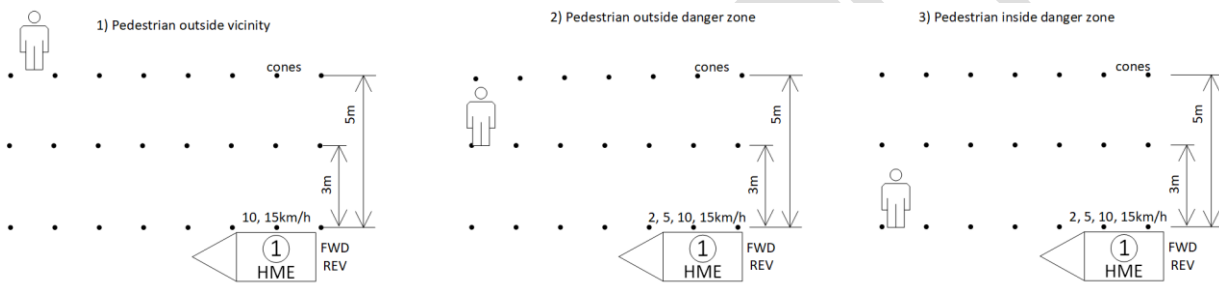 1) Pedestrian outside vicinity
cones
5m
3m
10, 15km/h
1
HME
FWD
REV
2) Pedestrian outside danger zone
cones
5m
3m
2, 5, 10, 15km/h
1
HME
FWD
REV
3) Pedestrian inside danger zone
cones
5m
3m
2, 5, 10, 15km/h
1
HME
FWD
REV